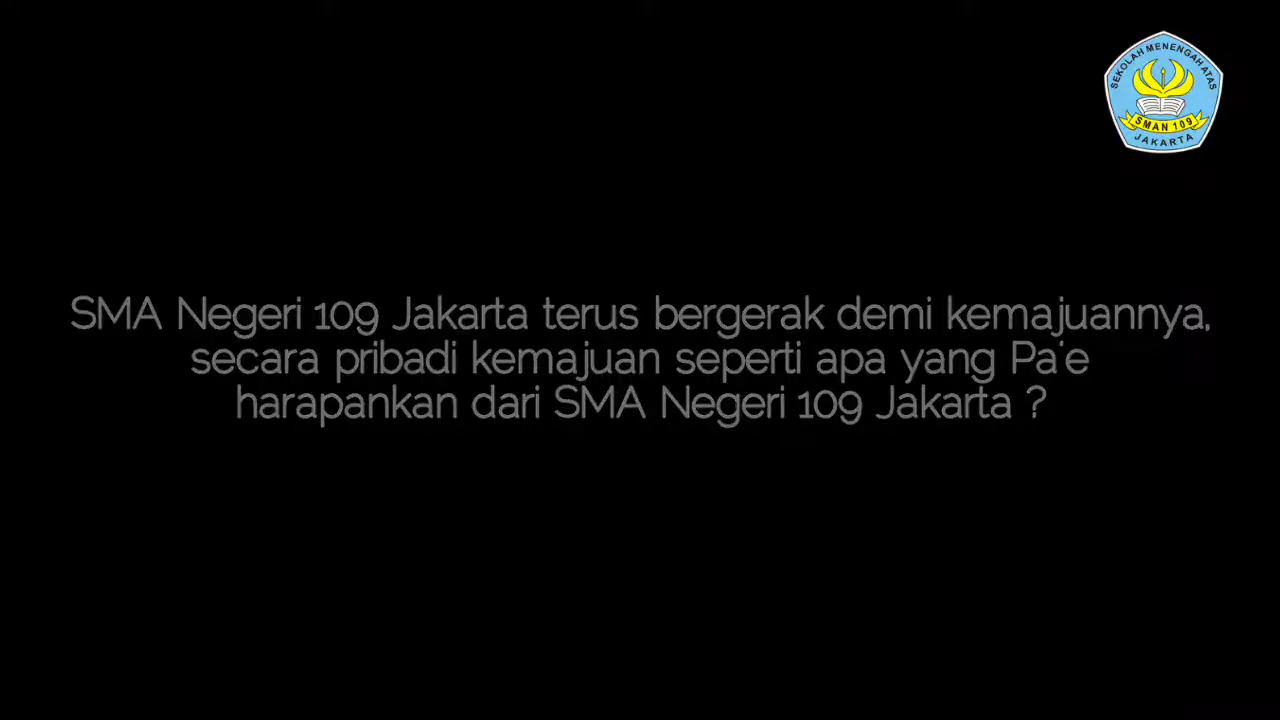 SEKOLAH MENENGAH ATAS
SMAN 109
JAKARTA
SMA Negeri 109 Jakarta terus bergerak demi kemajuannya,
secara pribadi kemajuan seperti apa yang Pa'e
harapankan dari SMA Negeri 109 Jakarta ?